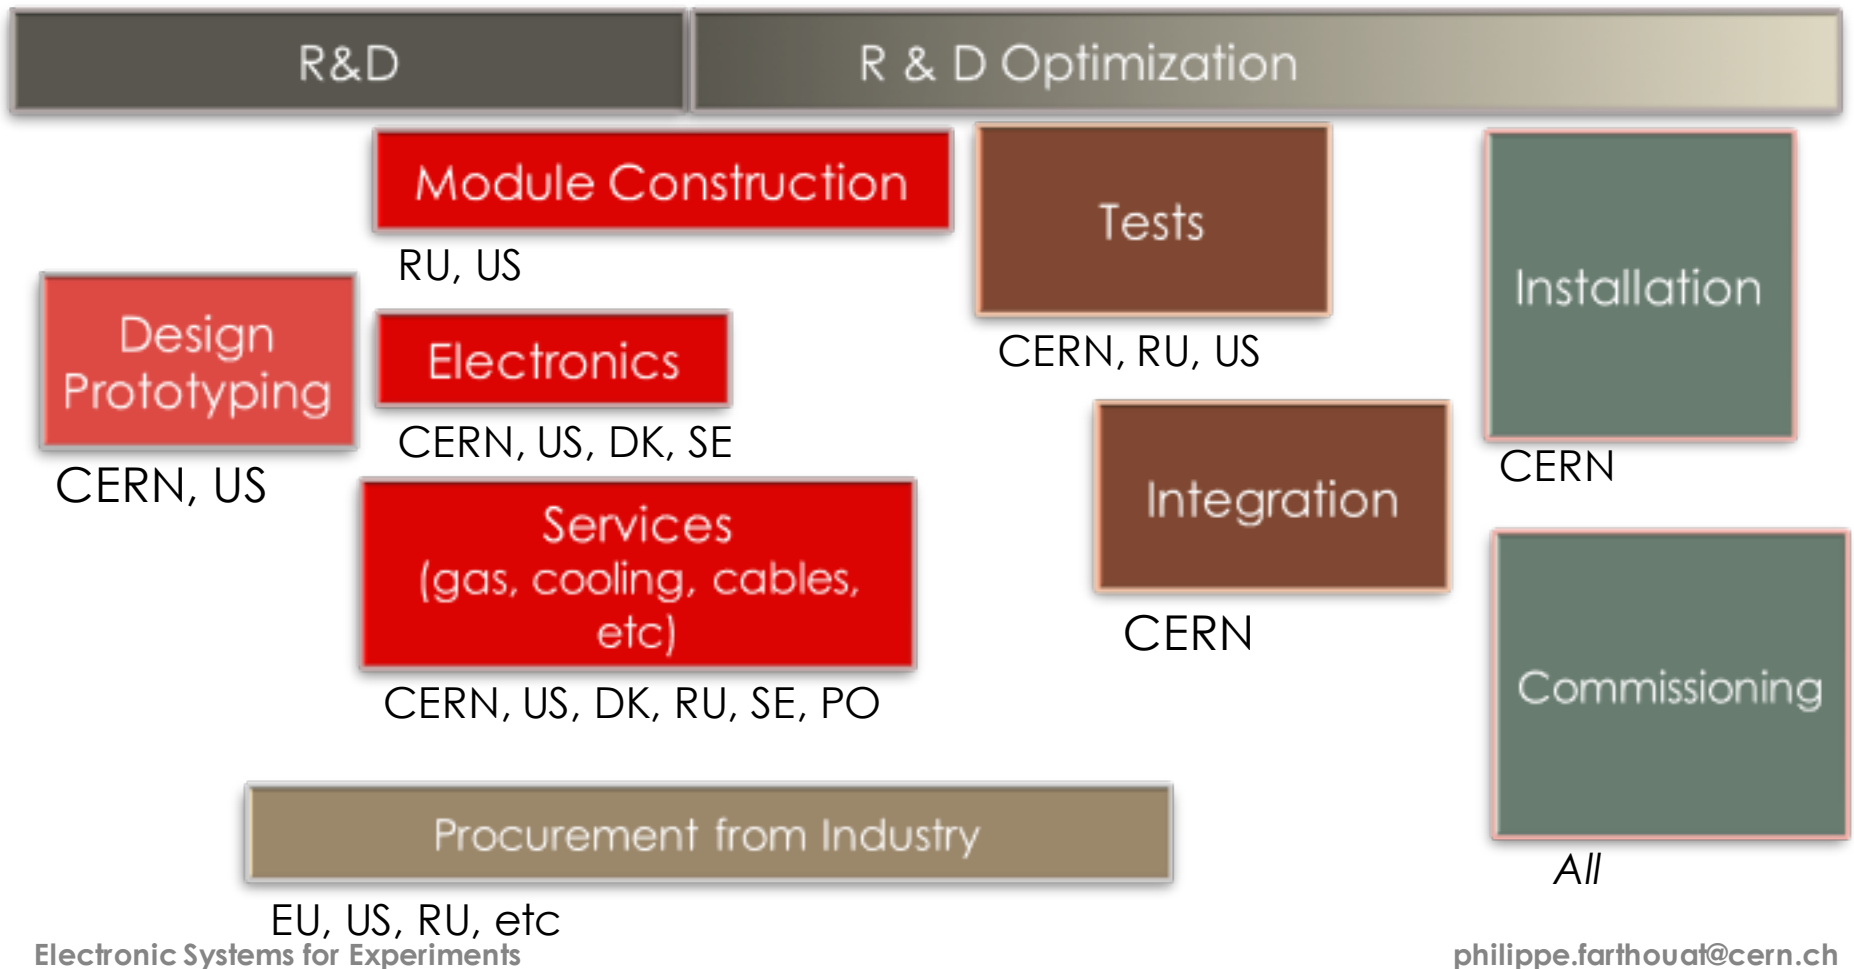 R&D
R & D Optimization
Module Construction
RU, US
Tests
CERN, RU, US
Installation
CERN
Design
Prototyping
CERN, US
Electronics
CERN, US, DK, SE
Services
(gas, cooling, cables,
etc)
CERN, US, DK, RU, SE, PO
Integration
CERN
Commissioning
All
Procurement from Industry
EU, US, RU, etc
Electronic Systems for Experiments
philippe.farthouat@cern.ch